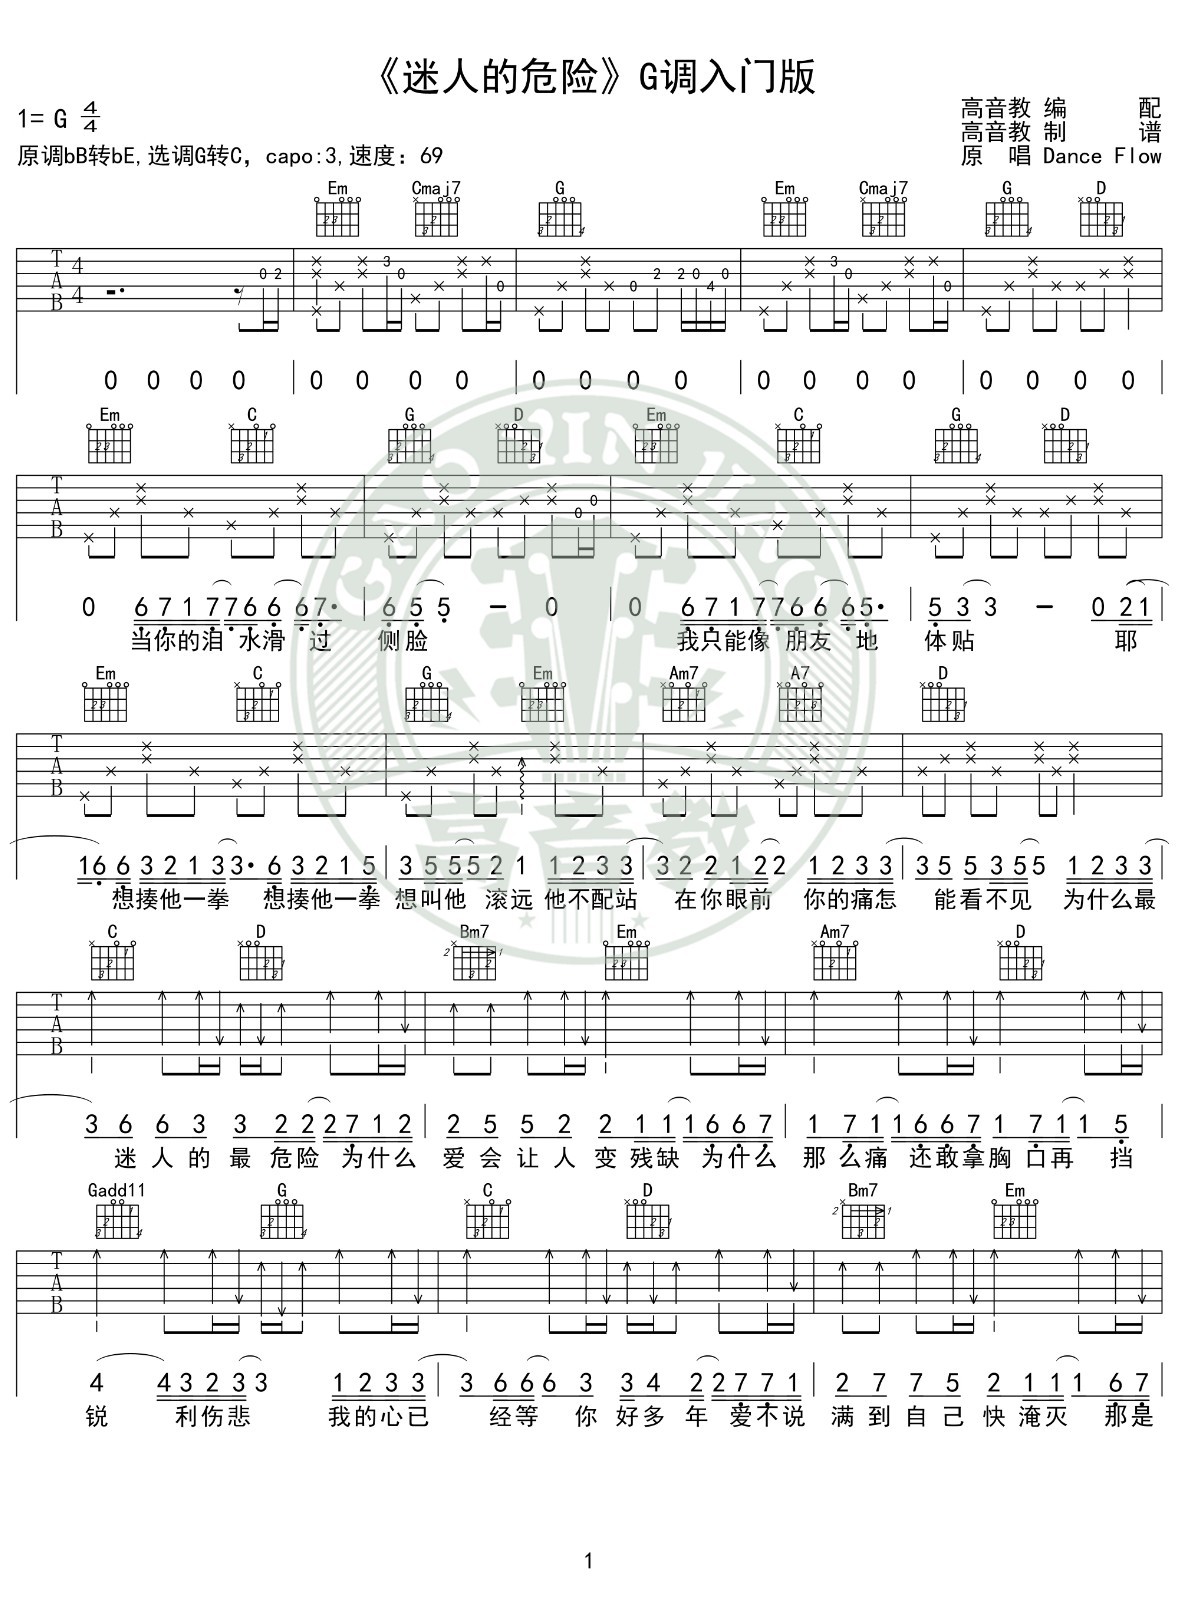 《迷人的危险》G调入门版
1= G 4/4
高音教 编 配
高音教 制 谱
原调bB转bE,选调G转C, capo:3,速度: 69
原 唱 Dance Flow
Em Cmaj7 G Em Cmaj7 G D
0 0 0 0 0 0 0 0 0 0 0 0 0 0 0 0 0 0 0 0
Em C G D Em C G D
0 6 7 1 7 7 6 6 6 7· 6 5 5 – 0 0 6 7 1 7 7 6 6 6 5· 5 3 3 – 0 2 1
当你的泪 水滑 过 侧脸 我只能像 朋友 地 体贴 耶
Em C G Em Am7 A7 D
1 6 6 3 2 1 3 3· 6 3 2 1 5 3 5 5 5 2 1 1 2 3 3 3 2 2 1 2 2 1 2 3 3 3 5 5 3 5 5 1 2 3 3
想揍他一拳 想揍他一拳 想叫他 滚远 他不配站 在你眼前 你的痛怎 能看不见 为什么最
C D Bm7 Em Am7 D
3 6 6 3 3 2 2 2 7 1 2 2 5 5 2 2 1 1 1 6 6 7 1 7 1 1 6 6 7 1 7 1 1 5
迷 人 的 最 危险 为什么 爱 会 让 人 变 残缺 为什么 那 么痛 还敢拿胸 口再 挡
Gadd11 G C D Bm7 Em
4 4 3 2 3 3 1 2 3 3 3 6 6 6 3 3 4 2 2 7 7 1 2 7 7 5 2 1 1 1 6 7
锐 利伤悲 我的心已 经等 你 好多 年 爱不说 满 到 自 己 快 淹灭 那是
1
GAO YIN JIAO
高音教